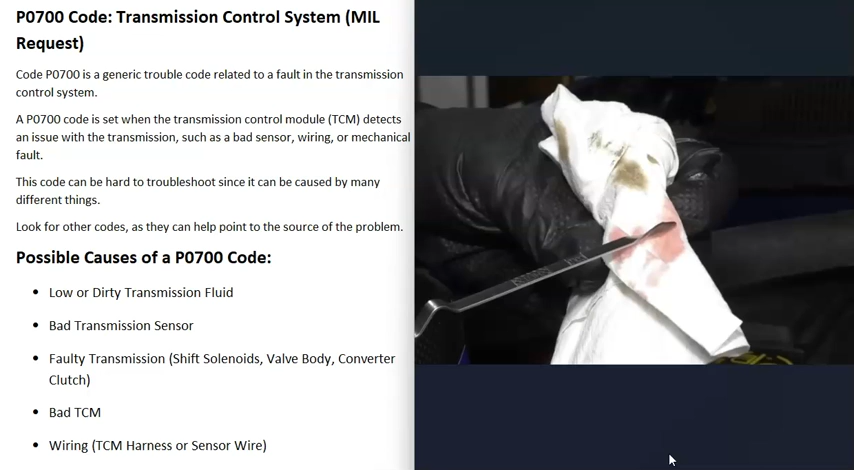 P0700 Code: Transmission Control System (MIL
Request)
Code P0700 is a generic trouble code related to a fault in the transmission
control system.
A P0700 code is set when the transmission control module (TCM) detects
an issue with the transmission, such as a bad sensor, wiring, or mechanical
fault.
This code can be hard to troubleshoot since it can be caused by many
different things.
Look for other codes, as they can help point to the source of the problem.
Possible Causes of a P0700 Code:
• Low or Dirty Transmission Fluid
• Bad Transmission Sensor
• Faulty Transmission (Shift Solenoids, Valve Body, Converter
Clutch)
• Bad TCM
• Wiring (TCM Harness or Sensor Wire)